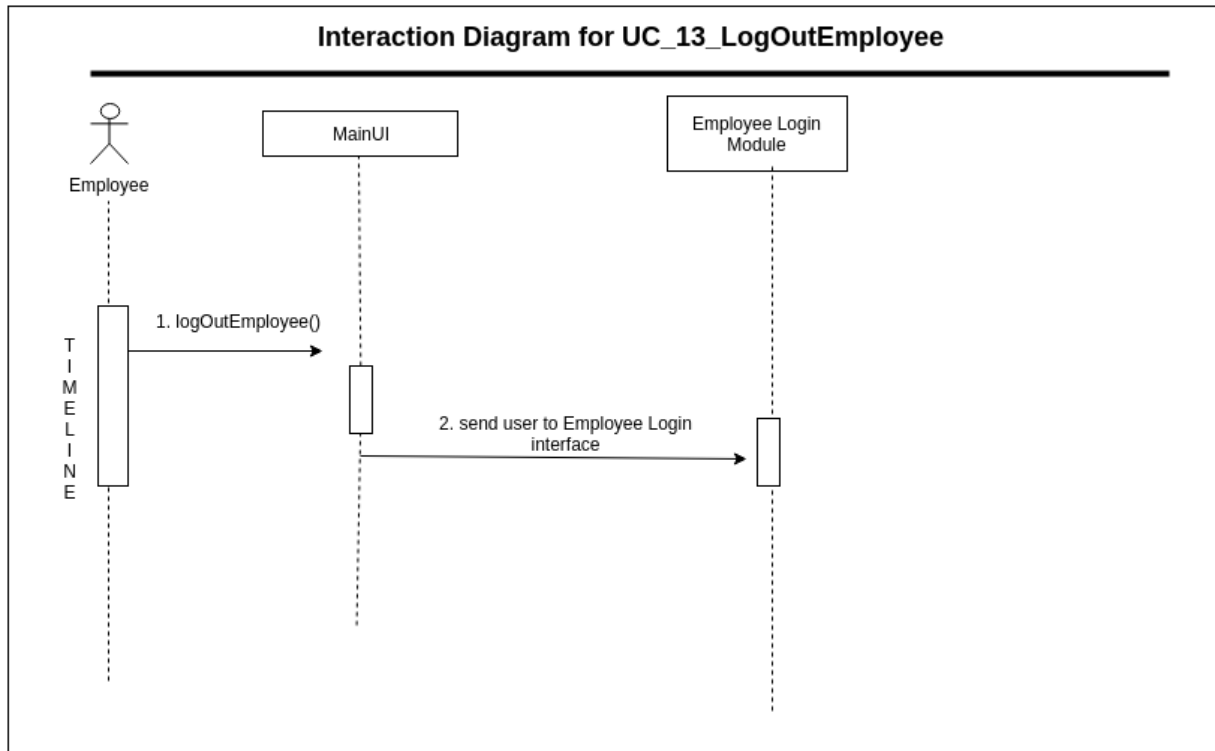 Interaction Diagram for UC_13_LogOutEmployee
Employee
MainUI
Employee Login
Module
1. logOutEmployee()
T
I
M
E
L
I
N
E
2. send user to Employee Login
interface